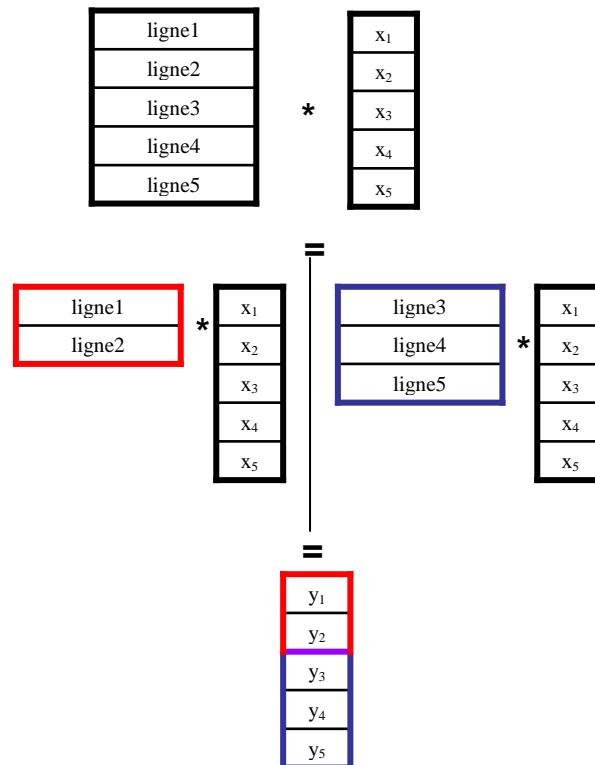 ligne1
ligne2
ligne3
ligne4
ligne5
*
x₁
x₂
x₃
x₄
x₅
=
ligne1
ligne2
*
x₁
x₂
x₃
x₄
x₅
ligne3
ligne4
ligne5
*
x₁
x₂
x₃
x₄
x₅
=
y₁
y₂
y₃
y₄
y₅